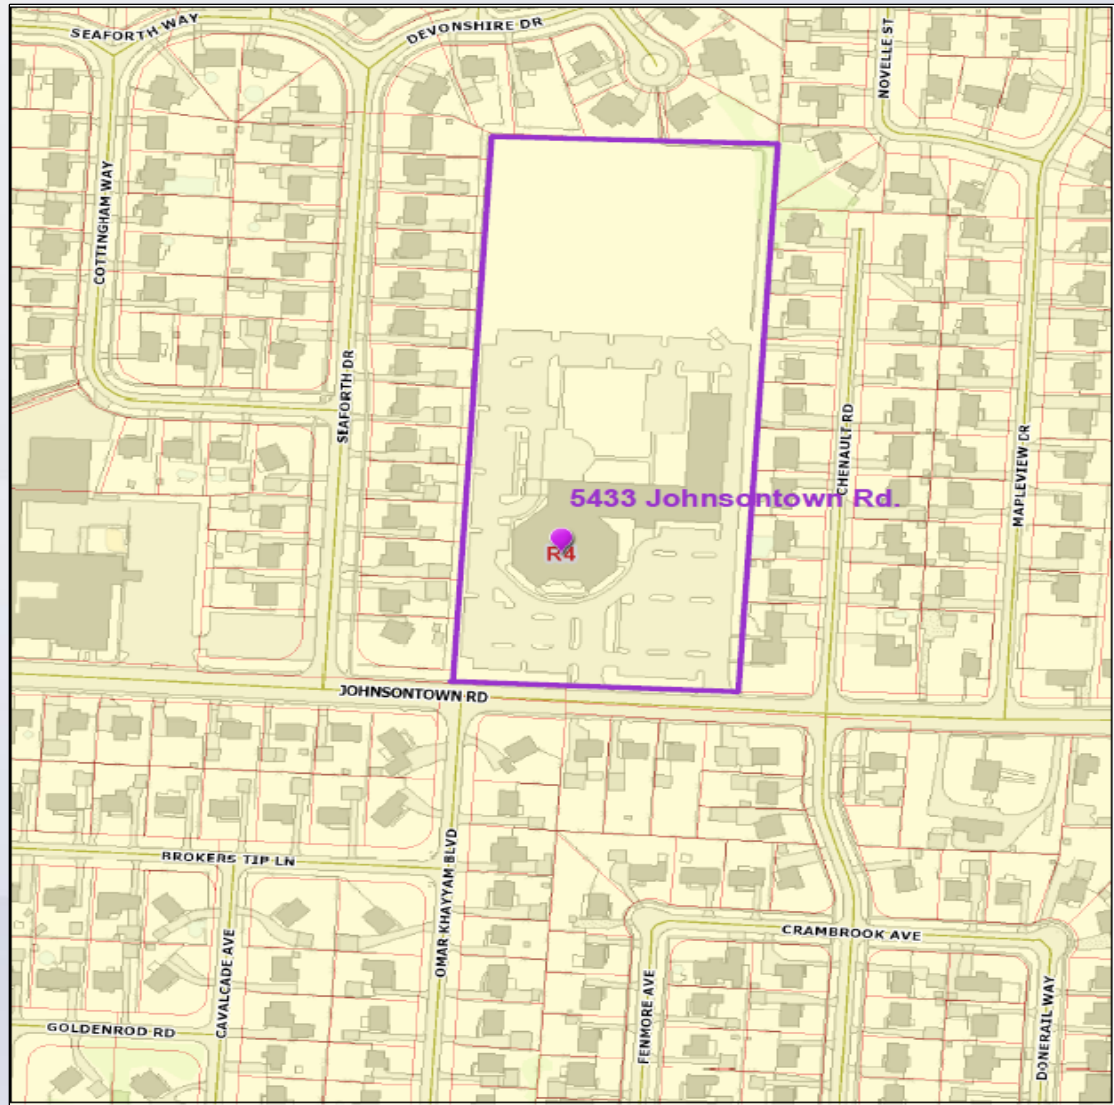 SEAFORTH WAY
DEVONSHIRE DR
NOVELLE ST
COTTINGHAM WAY
SEAFORTH DR
CHENAULT RD
MAPLEVIEW DR
5433 Johnsontown Rd.
R4
JOHNSONTOWN RD
BROKERS TIP LN
OMAR KHAYYAM BLVD
CRAMBROOK AVE
CAVALCADE AVE
FENMORE AVE
DONERAIL WAY
GOLDENROD RD